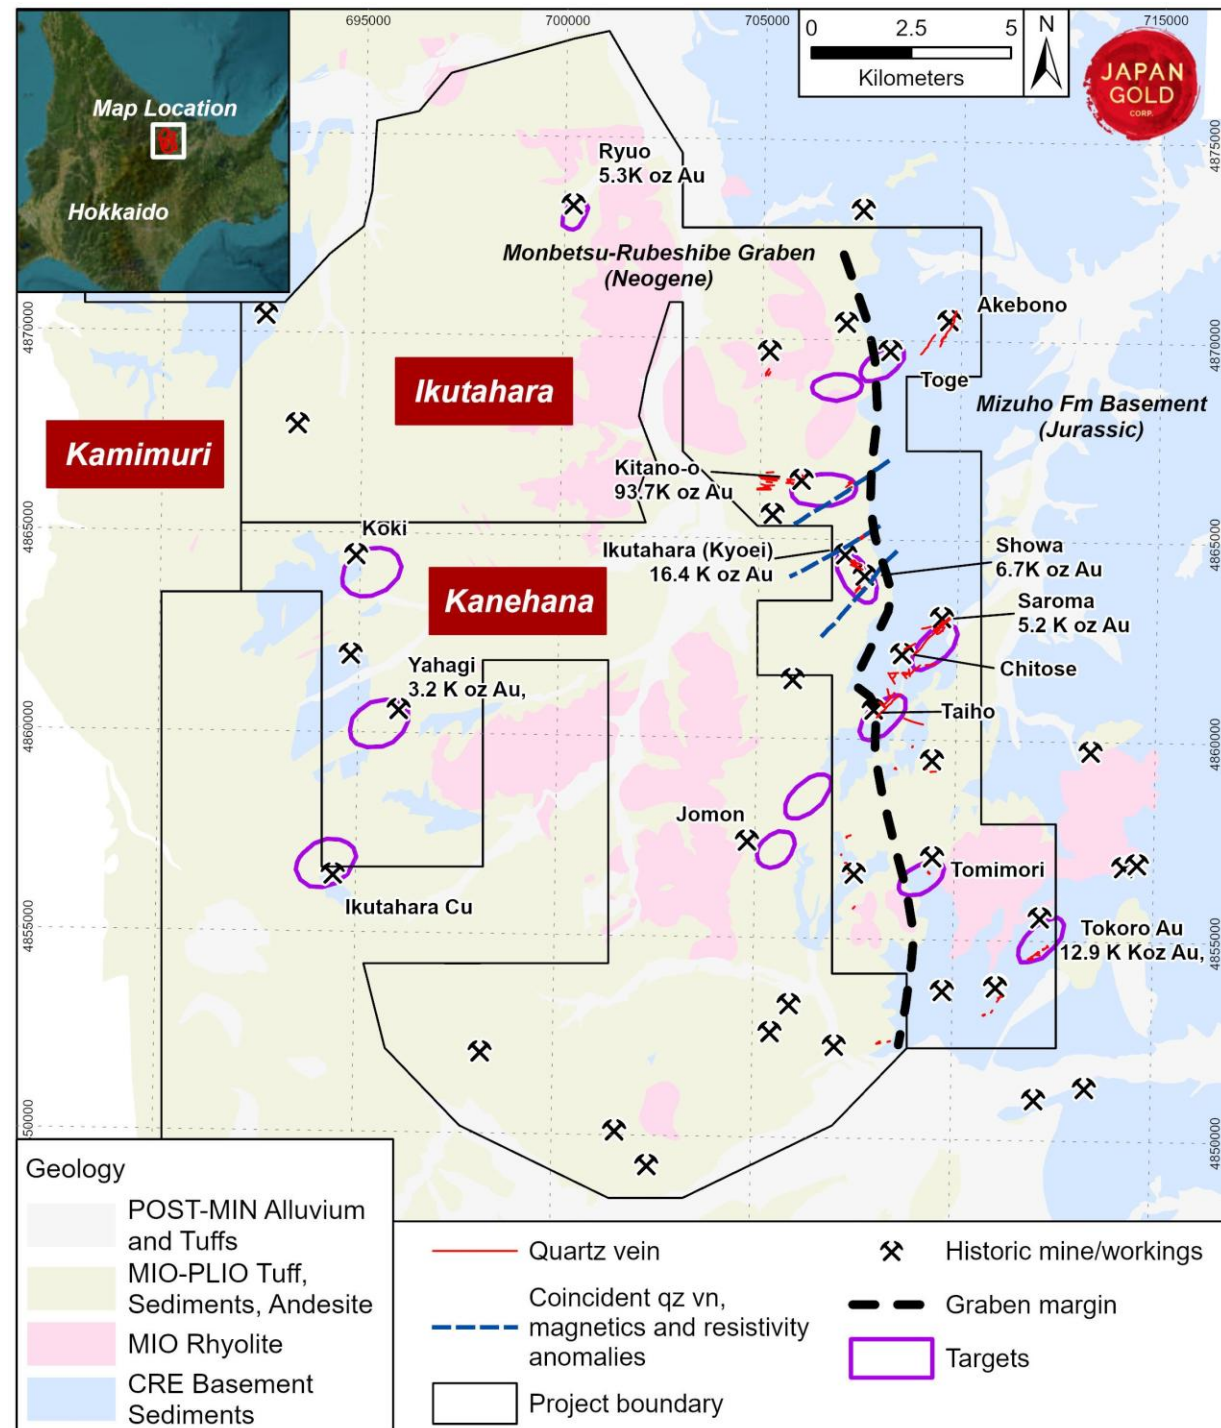 695000
700000
705000
715000
0 2.5 5
Kilometers
N
JAPAN
GOLD
CORP.
Map Location
Hokkaido
4875000
Ryuo
5.3K oz Au
Monbetsu-Rubeshibe Graben
(Neogene)
Akebono
4870000
4870000
Toge
Ikutahara
Mizuho Fm Basement
(Jurassic)
Kamimuri
Kitano-o
93.7K oz Au
4865000
4865000
Koki
Ikutahara (Kyoei)
16.4 K oz Au
Showa
6.7K oz Au
Kanehana
Saroma
5.2 K oz Au
Chitose
Yahagi
3.2 K oz Au,
Taiho
4860000
4860000
Jomon
Tomimori
Ikutahara Cu
4855000
4855000
Tokoro Au
12.9 K Koz Au,
50000
4850000
Geology
POST-MIN Alluvium
and Tuffs
MIO-PLIO Tuff,
Sediments, Andesite
MIO Rhyolite
CRE Basement
Sediments
Quartz vein
Coincident qz vn,
magnetics and resistivity
anomalies
Project boundary
Historic mine/workings
Graben margin
Targets